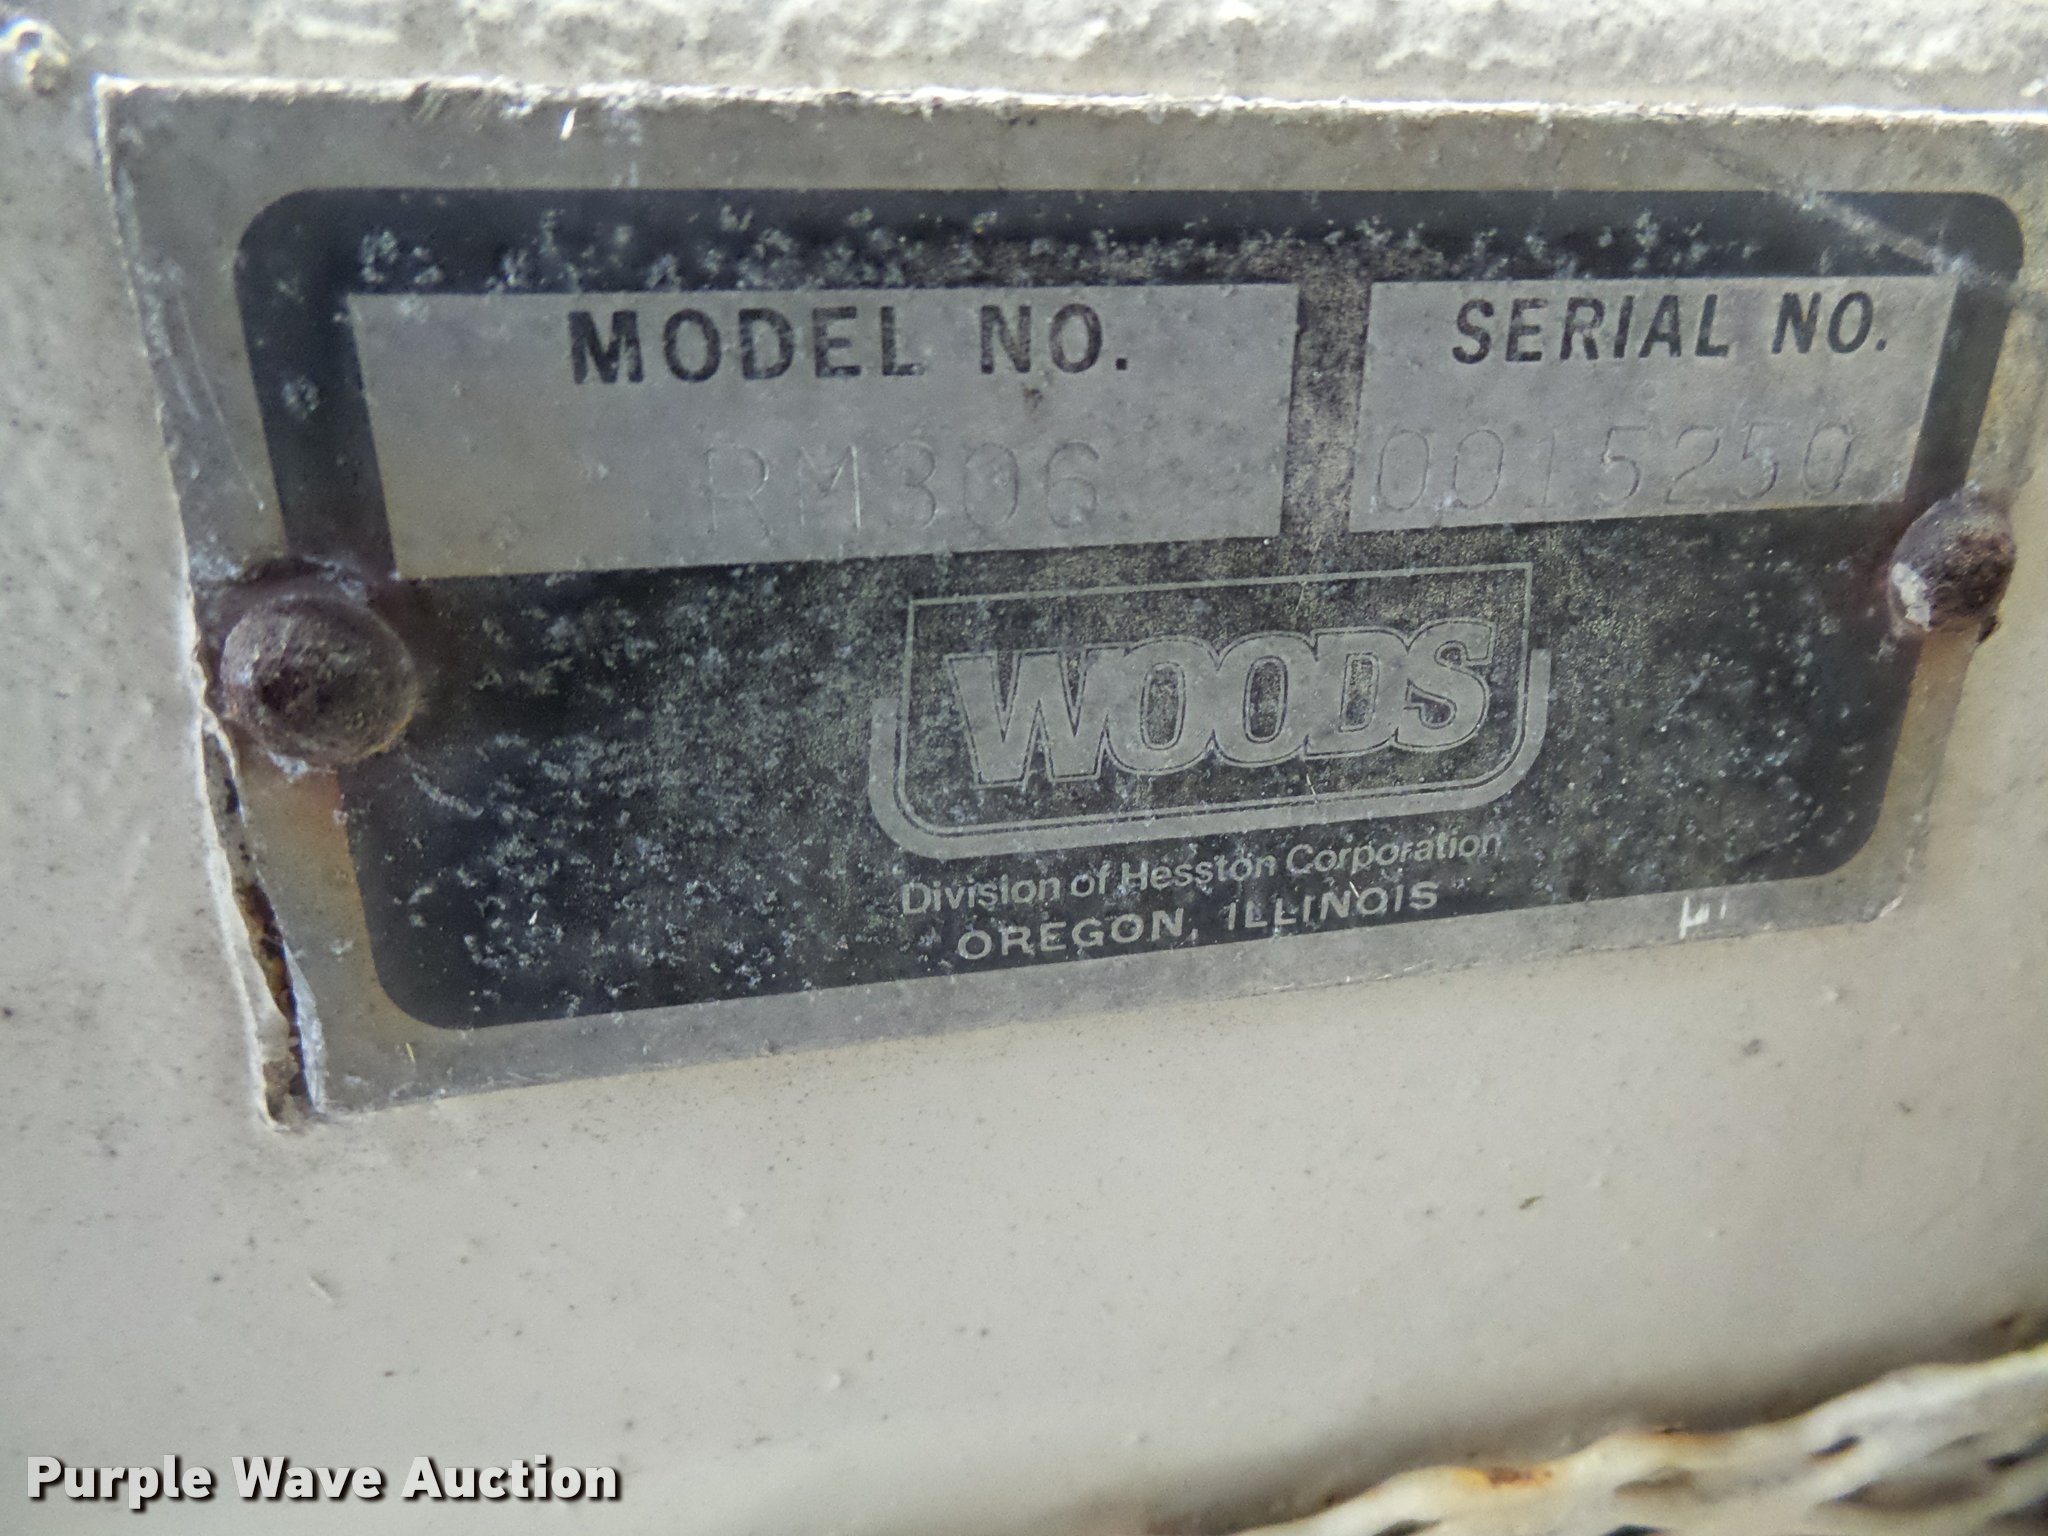 MODEL NO.
SERIAL NO.
RM306
0015250
WOODS
Division of Hesston Corporation
OREGON, ILLINOIS
Purple Wave Auction